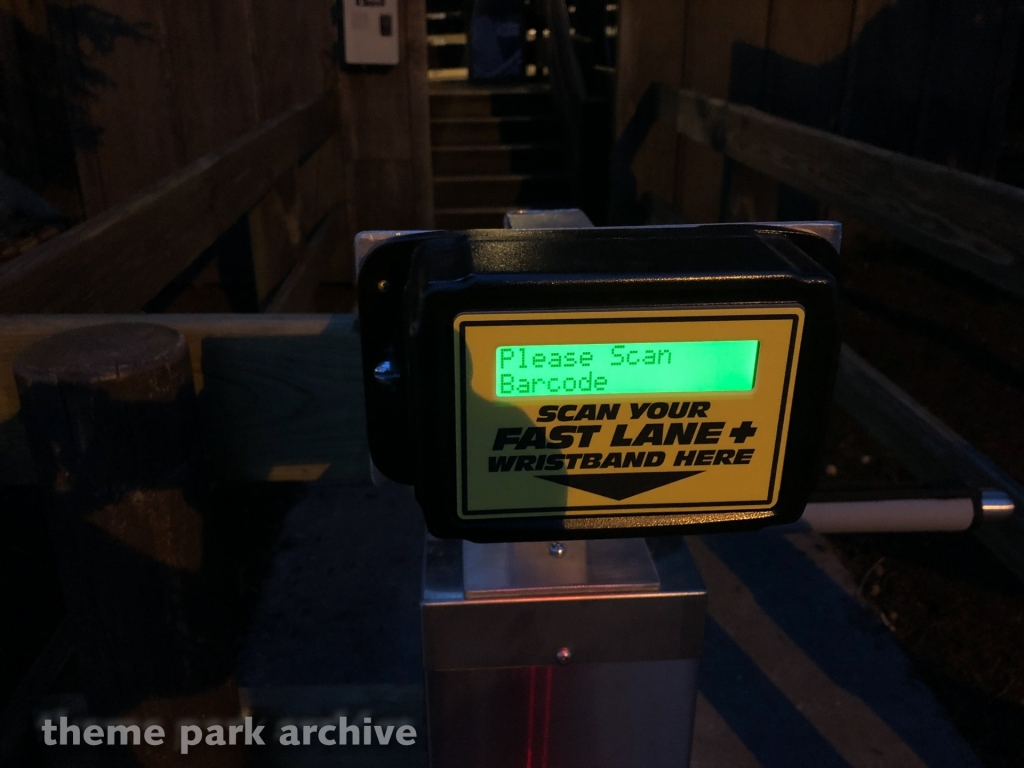 Please Scan
Barcode
SCAN YOUR
FAST LANE+
WRISTBAND HERE
theme park archive